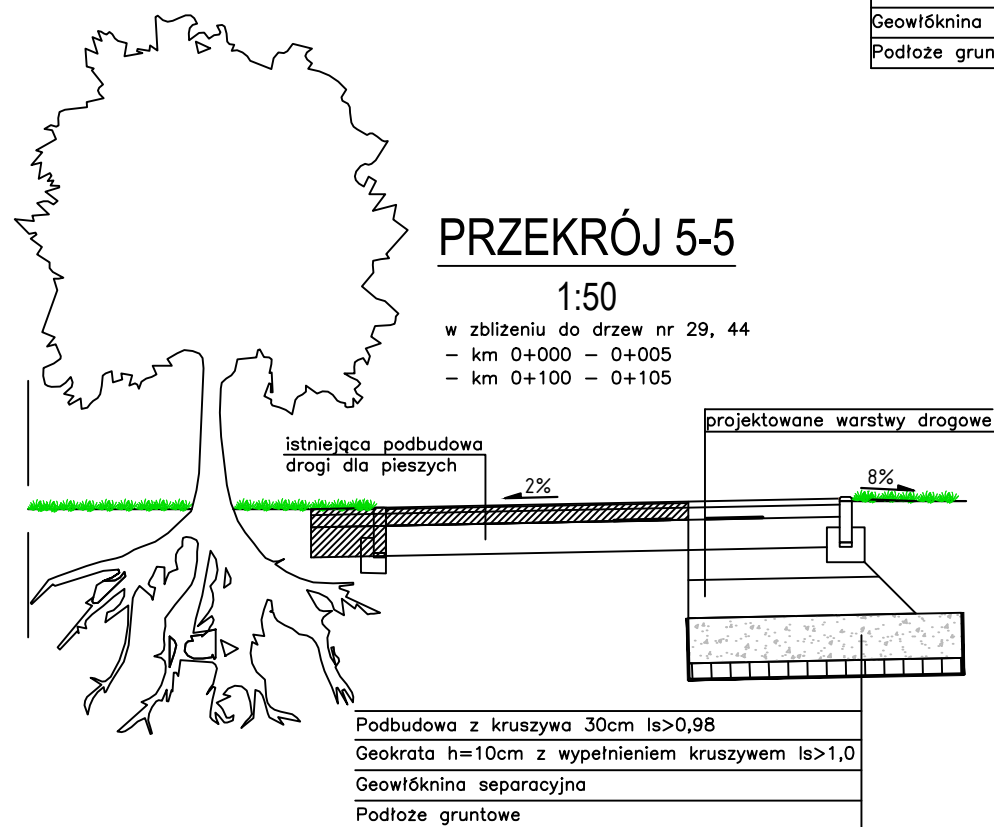 Geowłóknina
Podłoże grun
PRZEKRÓJ 5-5
1:50
w zbliżeniu do drzew nr 29, 44
– km 0+000 – 0+005
– km 0+100 – 0+105
projektowane warstwy drogowe
istniejąca podbudowa
drogi dla pieszych
2%
8%
Podbudowa z kruszywa 30cm Is>0,98
Geokrata h=10cm z wypełnieniem kruszywem Is>1,0
Geowłóknina separacyjna
Podłoże gruntowe